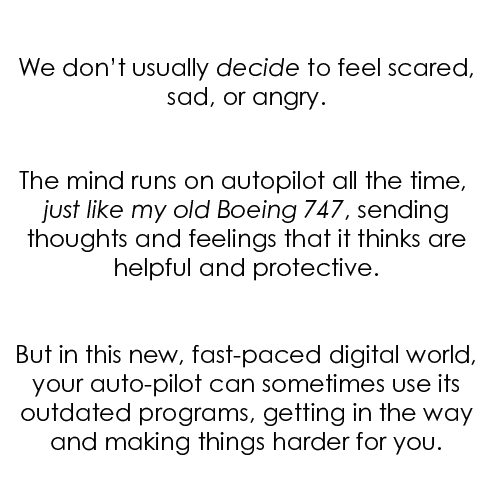 We don't usually decide to feel scared,
sad, or angry.
The mind runs on autopilot all the time,
just like my old Boeing 747, sending
thoughts and feelings that it thinks are
helpful and protective.
But in this new, fast-paced digital world,
your auto-pilot can sometimes use its
outdated programs, getting in the way
and making things harder for you.